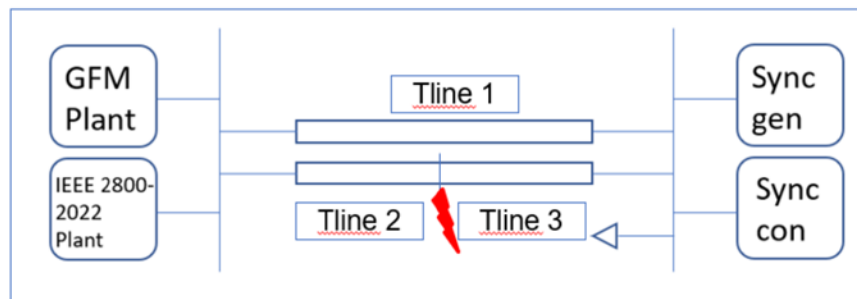 GFM
Plant
Tline 1
Sync
gen
IEEE 2800-
2022
Plant
Tline 2
Tline 3
Sync
con